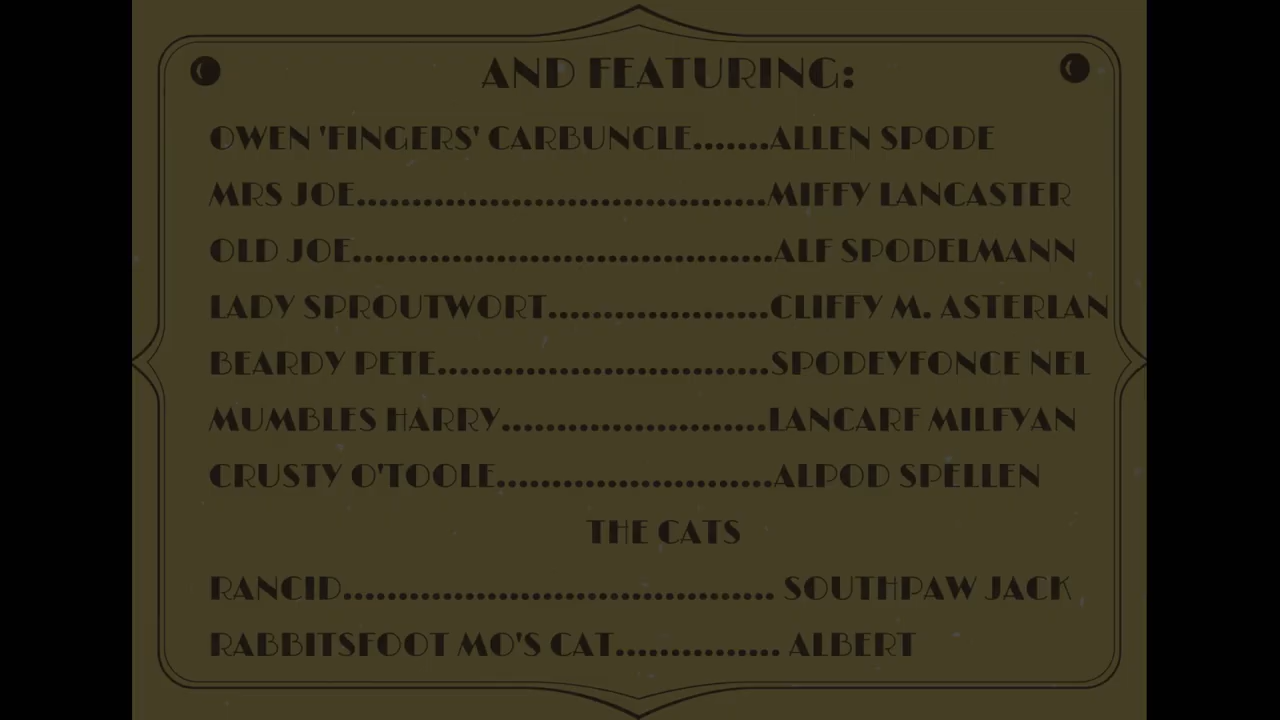 AND FEATURING:
OWEN 'FINGERS' CARBUNCLE.......ALLEN SPODE
MRS JOE.....................................MIFFY LANCASTER
OLD JOE......................................ALF SPODELMANN
LADY SPROUTWORT....................CLIFFY M. ASTERLAN
BEARDY PETE..............................SPODEYFONCE NEL
MUMBLES HARRY........................LANCARF MILFYAN
CRUSTY O'TOOLE.........................ALPOD SPELLEN
THE CATS
RANCID....................................... SOUTHPAW JACK
RABBITSFOOT MO'S CAT............... ALBERT